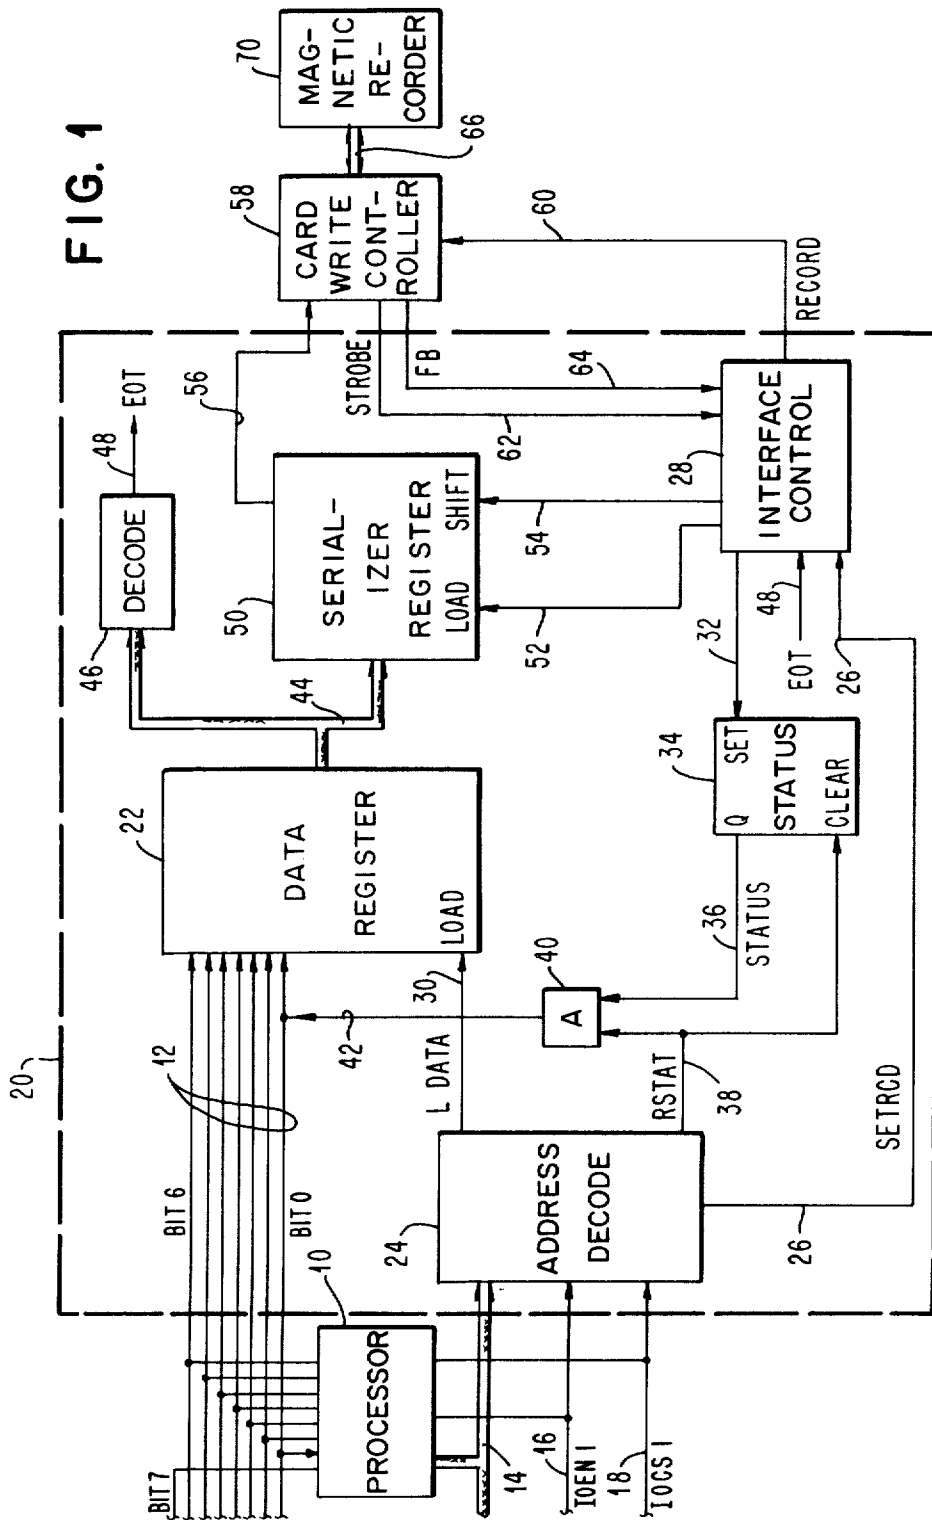 FIG. 1
20
12
BIT 7
BIT 6
BIT 0
10
PROCESSOR
14
16
IOEN I
18
IOCS I
24
ADDRESS
DECODE
L DATA
30
42
RSTAT
38
26
SETRCD
22
DATA
REGISTER
LOAD
40
A
36
STATUS
34
Q SET
STATUS
CLEAR
32
EOT
48
26
44
46
DECODE
48
EOT
50
SERIAL-
IZER
REGISTER
LOAD SHIFT
52
54
56
28
INTERFACE
CONTROL
STROBE
FB
62
64
RECORD
60
58
CARD
WRITE
CONT-
ROLLER
66
70
MAG-
NETIC
RE-
CORDER